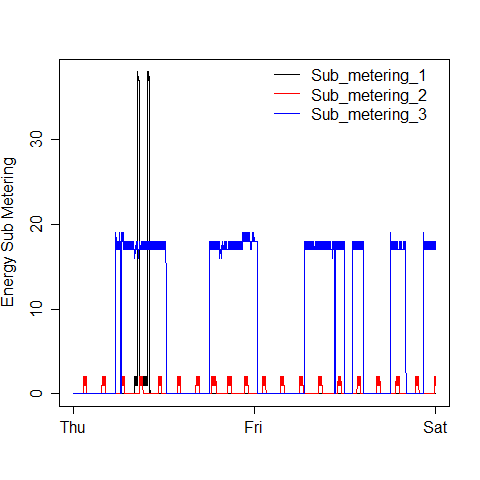 Sub_metering_1
Sub_metering_2
Sub_metering_3
Energy Sub Metering
30
20
10
0
Thu Fri Sat